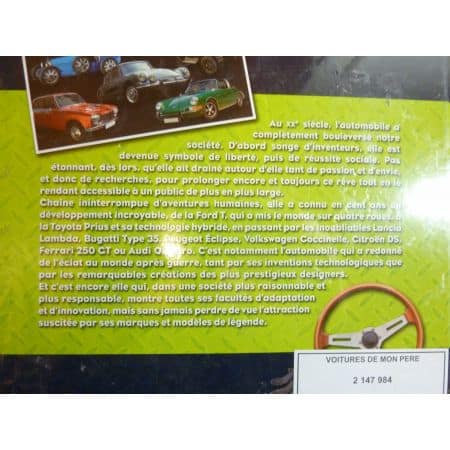 Au XXe siècle, l'automobile a
complètement bouleversé notre
société. D'abord songe d'inventeurs, elle est
devenue symbole de liberté, puis de réussite sociale. Pas
étonnant, dès lors, qu'elle ait drainé autour d'elle tant de passion et d'envie,
et donc de recherches, pour prolonger encore et toujours ce rêve tout en le
rendant accessible à un public de plus en plus large.
Chaîne ininterrompue d'aventures humaines, elle a connu en cent ans un
développement incroyable, de la Ford T, qui a mis le monde sur quatre roues, à
la Toyota Prius et sa technologie hybride, en passant par les inoubliables Lancia
Lambda, Bugatti Type 35, Peugeot Eclipse, Volkswagen Coccinelle, Citroën DS,
Ferrari 250 GT ou Audi Quattro. C'est notamment l'automobile qui a redonné
de l'éclat au monde après guerre, tant par ses inventions technologiques que
par les remarquables créations des plus prestigieux designers.
Et c'est encore elle qui, dans une société plus raisonnable et
plus responsable, montre toutes ses facultés d'adaptation
et d'innovation, mais sans jamais perdre de vue l'attraction
suscitée par ses marques et modèles de légende.
VOITURES DE MON PERE
2 147 984